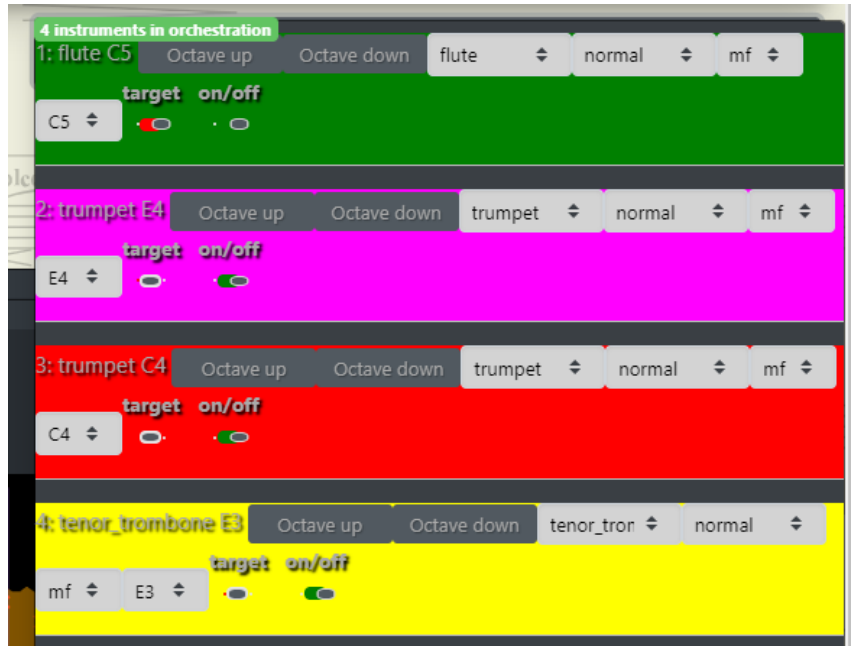 4 instruments in orchestration
1: flute C5 Octave up Octave down flute normal mf
target on/off
C5
2: trumpet E4 Octave up Octave down trumpet normal mf
target on/off
E4
3: trumpet C4 Octave up Octave down trumpet normal mf
target on/off
C4
4: tenor_trombone E3 Octave up Octave down tenor_tron normal
target on/off
mf E3